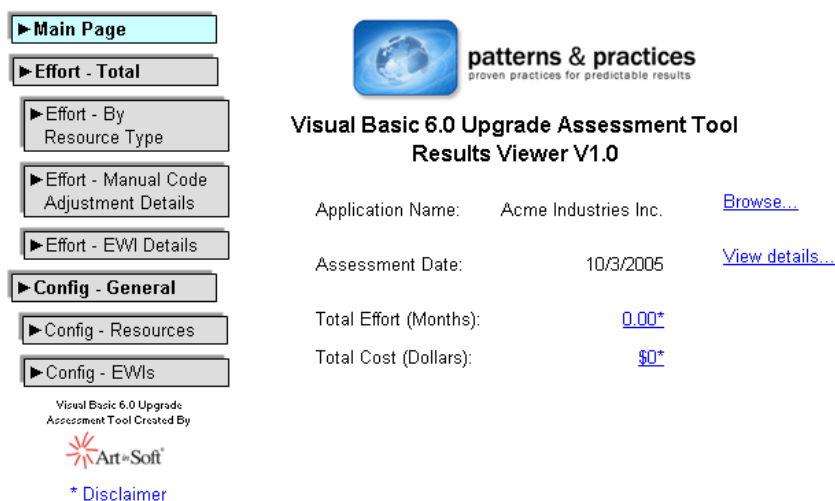 ►Main Page
►Effort - Total
►Effort - By
Resource Type
►Effort - Manual Code
Adjustment Details
►Effort - EWI Details
►Config - General
►Config - Resources
►Config - EWIs
Visual Basic 6.0 Upgrade
Assessment Tool Created By
Art in Soft
* Disclaimer
patterns & practices
proven practices for predictable results
Visual Basic 6.0 Upgrade Assessment Tool
Results Viewer V1.0
Application Name: Acme Industries Inc. Browse...
Assessment Date: 10/3/2005 View details...
Total Effort (Months): 0.00*
Total Cost (Dollars): $0*